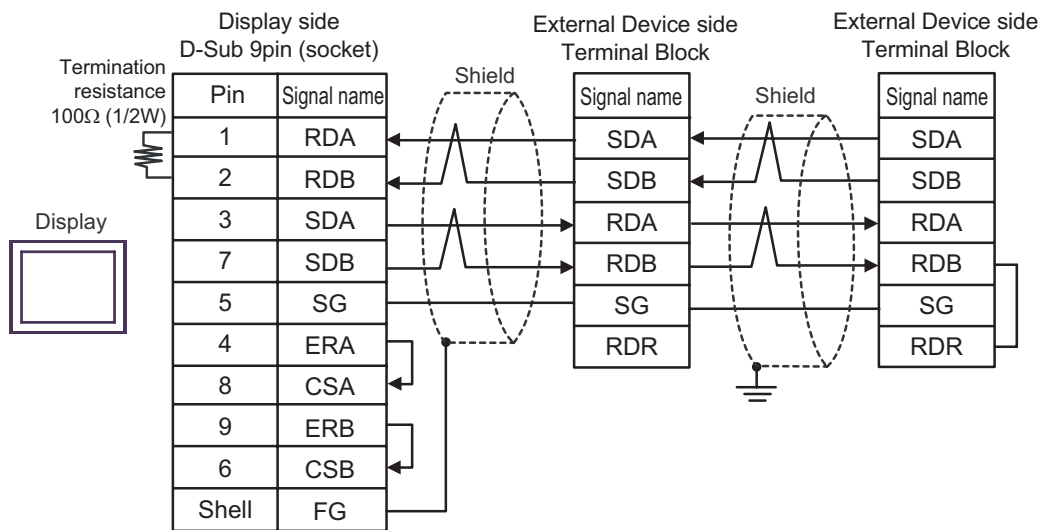 Display side
D-Sub 9pin (socket)
External Device side
Terminal Block
External Device side
Terminal Block
Termination
resistance
100Ω (1/2W)
Shield
Shield
Display
Pin Signal name
1 RDA
2 RDB
3 SDA
7 SDB
5 SG
4 ERA
8 CSA
9 ERB
6 CSB
Shell FG
Signal name
SDA
SDB
RDA
RDB
SG
RDR
Signal name
SDA
SDB
RDA
RDB
SG
RDR